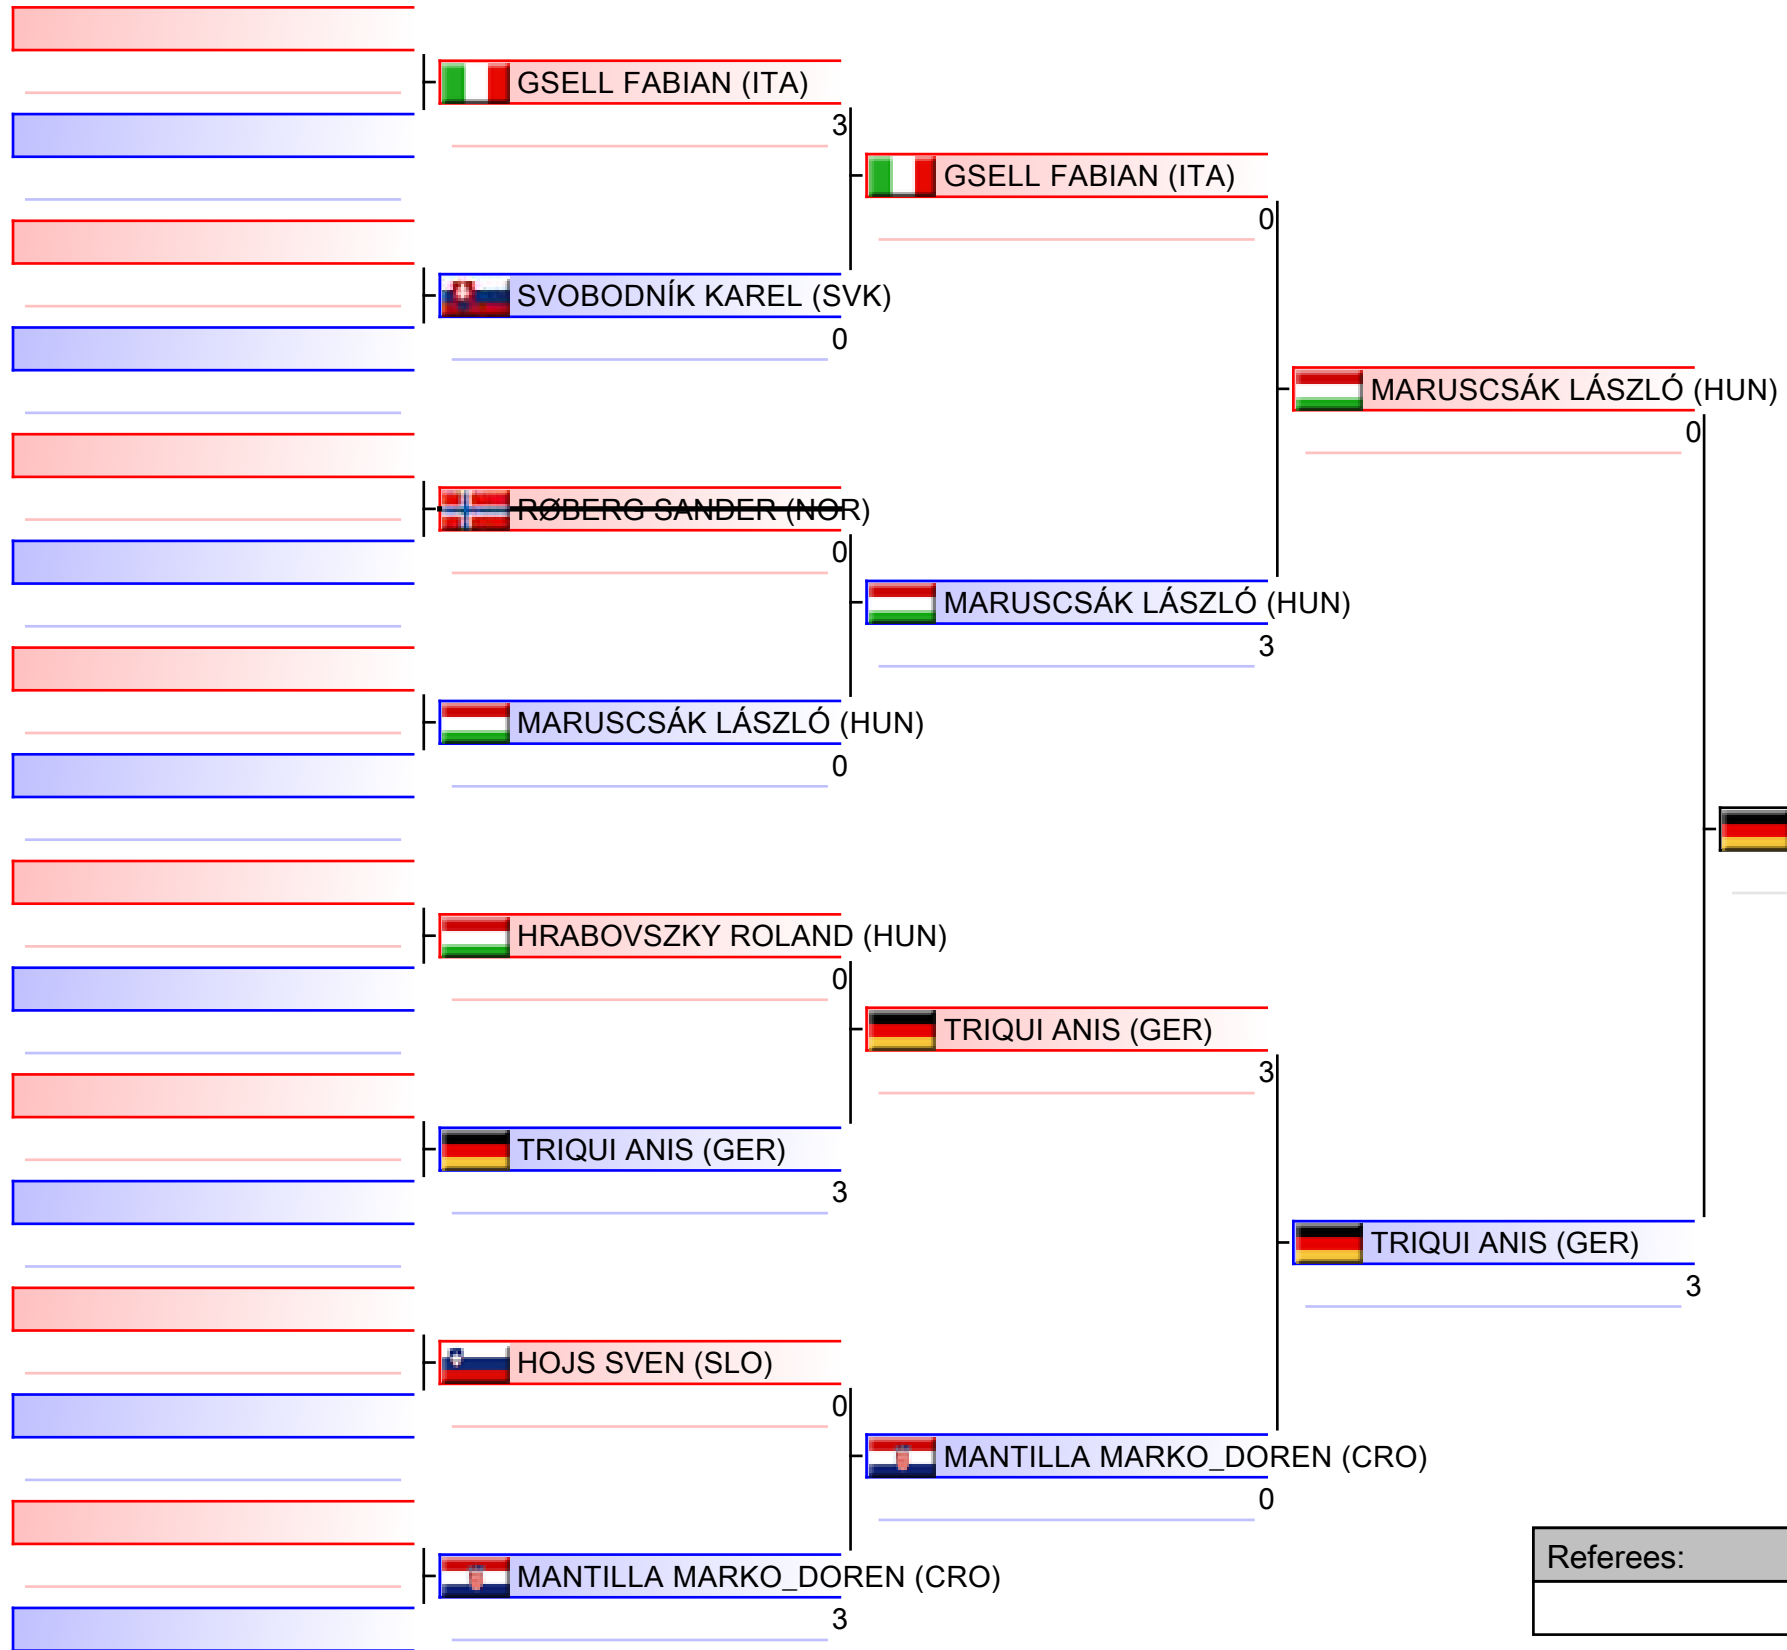 GSELL FABIAN (ITA)
3
GSELL FABIAN (ITA)
0
SVOBODNÍK KAREL (SVK)
0
MARUSCSÁK LÁSZLÓ (HUN)
0
RØBERG SANDER (NOR)
0
MARUSCSÁK LÁSZLÓ (HUN)
3
MARUSCSÁK LÁSZLÓ (HUN)
0
HRABOVSZKY ROLAND (HUN)
0
TRIQUI ANIS (GER)
3
TRIQUI ANIS (GER)
3
TRIQUI ANIS (GER)
3
HOJS SVEN (SLO)
0
MANTILLA MARKO_DOREN (CRO)
0
MANTILLA MARKO_DOREN (CRO)
3
Referees: